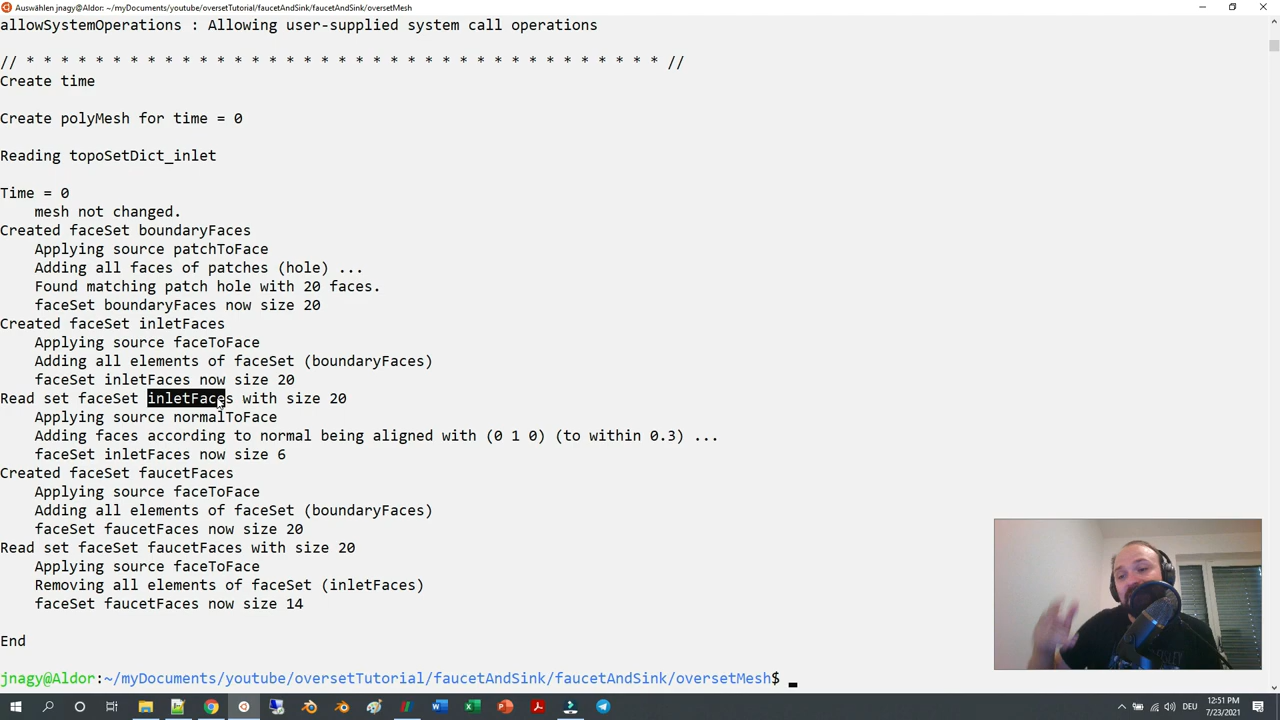 Auswählen jnagy@Aldor: ~/myDocuments/youtube/oversetTutorial/faucetAndSink/faucetAndSink/oversetMesh
allowSystemOperations : Allowing user-supplied system call operations
// * * * * * * * * * * * * * * * * * * * * * * * * * * * * * * * * * * * * * //
Create time
Create polyMesh for time = 0
Reading topoSetDict_inlet
Time = 0
mesh not changed.
Created faceSet boundaryFaces
Applying source patchToFace
Adding all faces of patches (hole) ...
Found matching patch hole with 20 faces.
faceSet boundaryFaces now size 20
Created faceSet inletFaces
Applying source faceToFace
Adding all elements of faceSet (boundaryFaces)
faceSet inletFaces now size 20
Read set faceSet inletFaces with size 20
Applying source normalToFace
Adding faces according to normal being aligned with (0 1 0) (to within 0.3) ...
faceSet inletFaces now size 6
Created faceSet faucetFaces
Applying source faceToFace
Adding all elements of faceSet (boundaryFaces)
faceSet faucetFaces now size 20
Read set faceSet faucetFaces with size 20
Applying source faceToFace
Removing all elements of faceSet (inletFaces)
faceSet faucetFaces now size 14
End
jnagy@Aldor:~/myDocuments/youtube/oversetTutorial/faucetAndSink/faucetAndSink/oversetMesh$
DEU
12:51 PM
7/23/2021